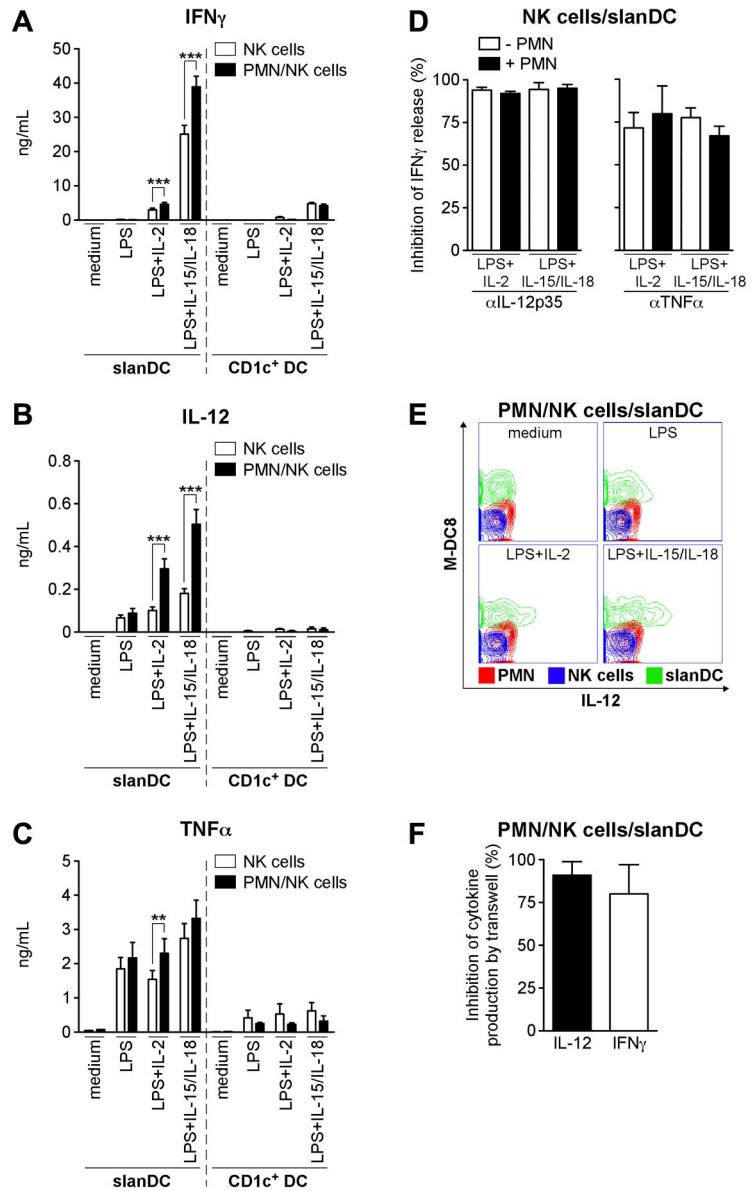 A
IFNγ
NK cells
PMN/NK cells
ng/mL
50
40
30
20
10
0
***
***
medium
LPS
LPS+IL-2
LPS+IL-15/IL-18
medium
LPS
LPS+IL-2
LPS+IL-15/IL-18
slanDC
CD1c+ DC
B
IL-12
NK cells
PMN/NK cells
ng/mL
0.8
0.6
0.4
0.2
0
***
***
medium
LPS
LPS+IL-2
LPS+IL-15/IL-18
medium
LPS
LPS+IL-2
LPS+IL-15/IL-18
slanDC
CD1c+ DC
C
TNFα
NK cells
PMN/NK cells
ng/mL
5
4
3
2
1
0
**
medium
LPS
LPS+IL-2
LPS+IL-15/IL-18
medium
LPS
LPS+IL-2
LPS+IL-15/IL-18
slanDC
CD1c+ DC
D
NK cells/slanDC
- PMN
+ PMN
Inhibition of IFNγ release (%)
100
75
50
25
0
LPS+ LPS+
IL-2 IL-15/IL-18
αIL-12p35
LPS+ LPS+
IL-2 IL-15/IL-18
αTNFα
E
PMN/NK cells/slanDC
medium
LPS
LPS+IL-2
LPS+IL-15/IL-18
M-DC8
PMN
NK cells
slanDC
IL-12
F
PMN/NK cells/slanDC
Inhibition of cytokine
production by transwell (%)
100
75
50
25
0
IL-12
IFNγ